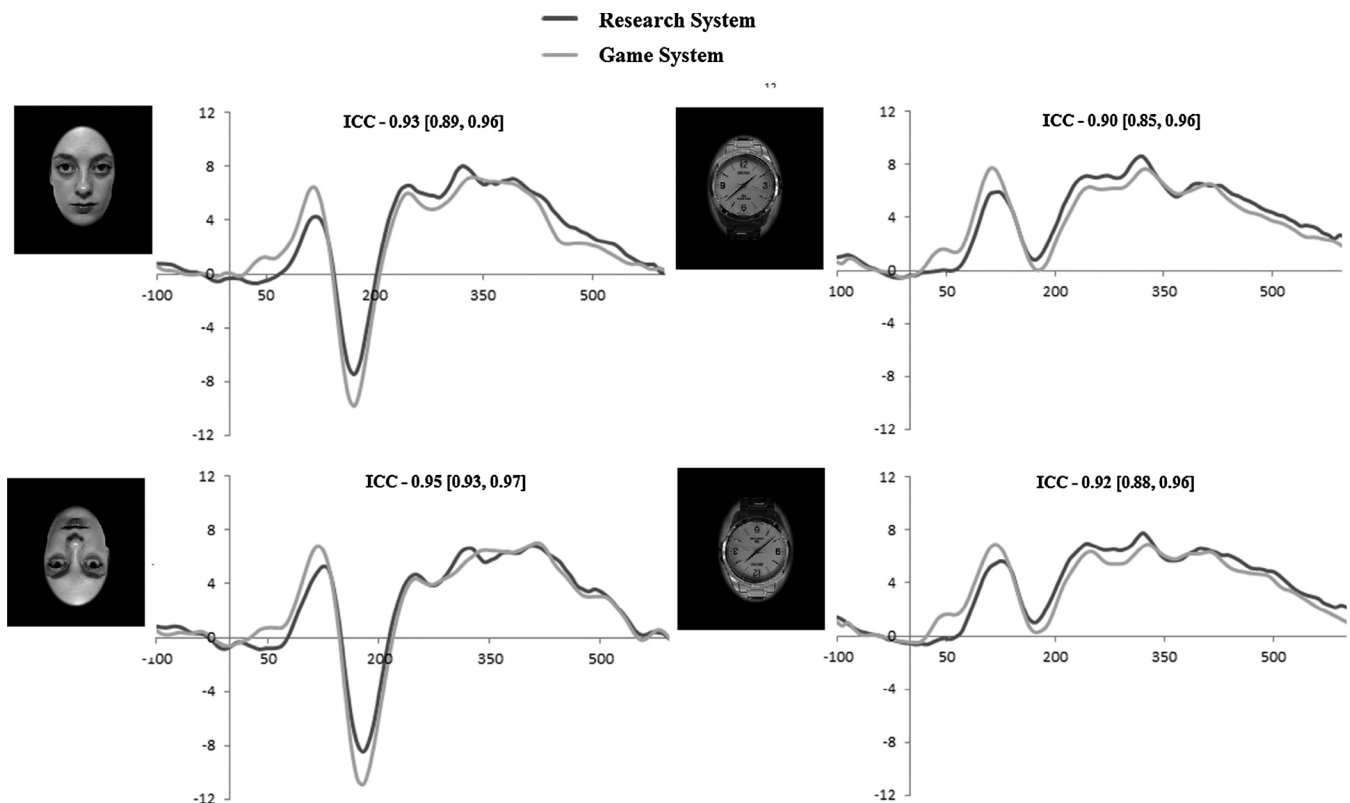 Research System
Game System
12
ICC - 0.93 [0.89, 0.96]
8
4
0
-100 50 200 350 500
-4
-8
-12
12
ICC - 0.90 [0.85, 0.96]
8
4
0
100 50 200 350 500
-4
-8
-12
12
ICC - 0.95 [0.93, 0.97]
8
4
0
-100 50 200 350 500
-4
-8
-12
12
ICC - 0.92 [0.88, 0.96]
8
4
0
-100 50 200 350 500
-4
-8
-12